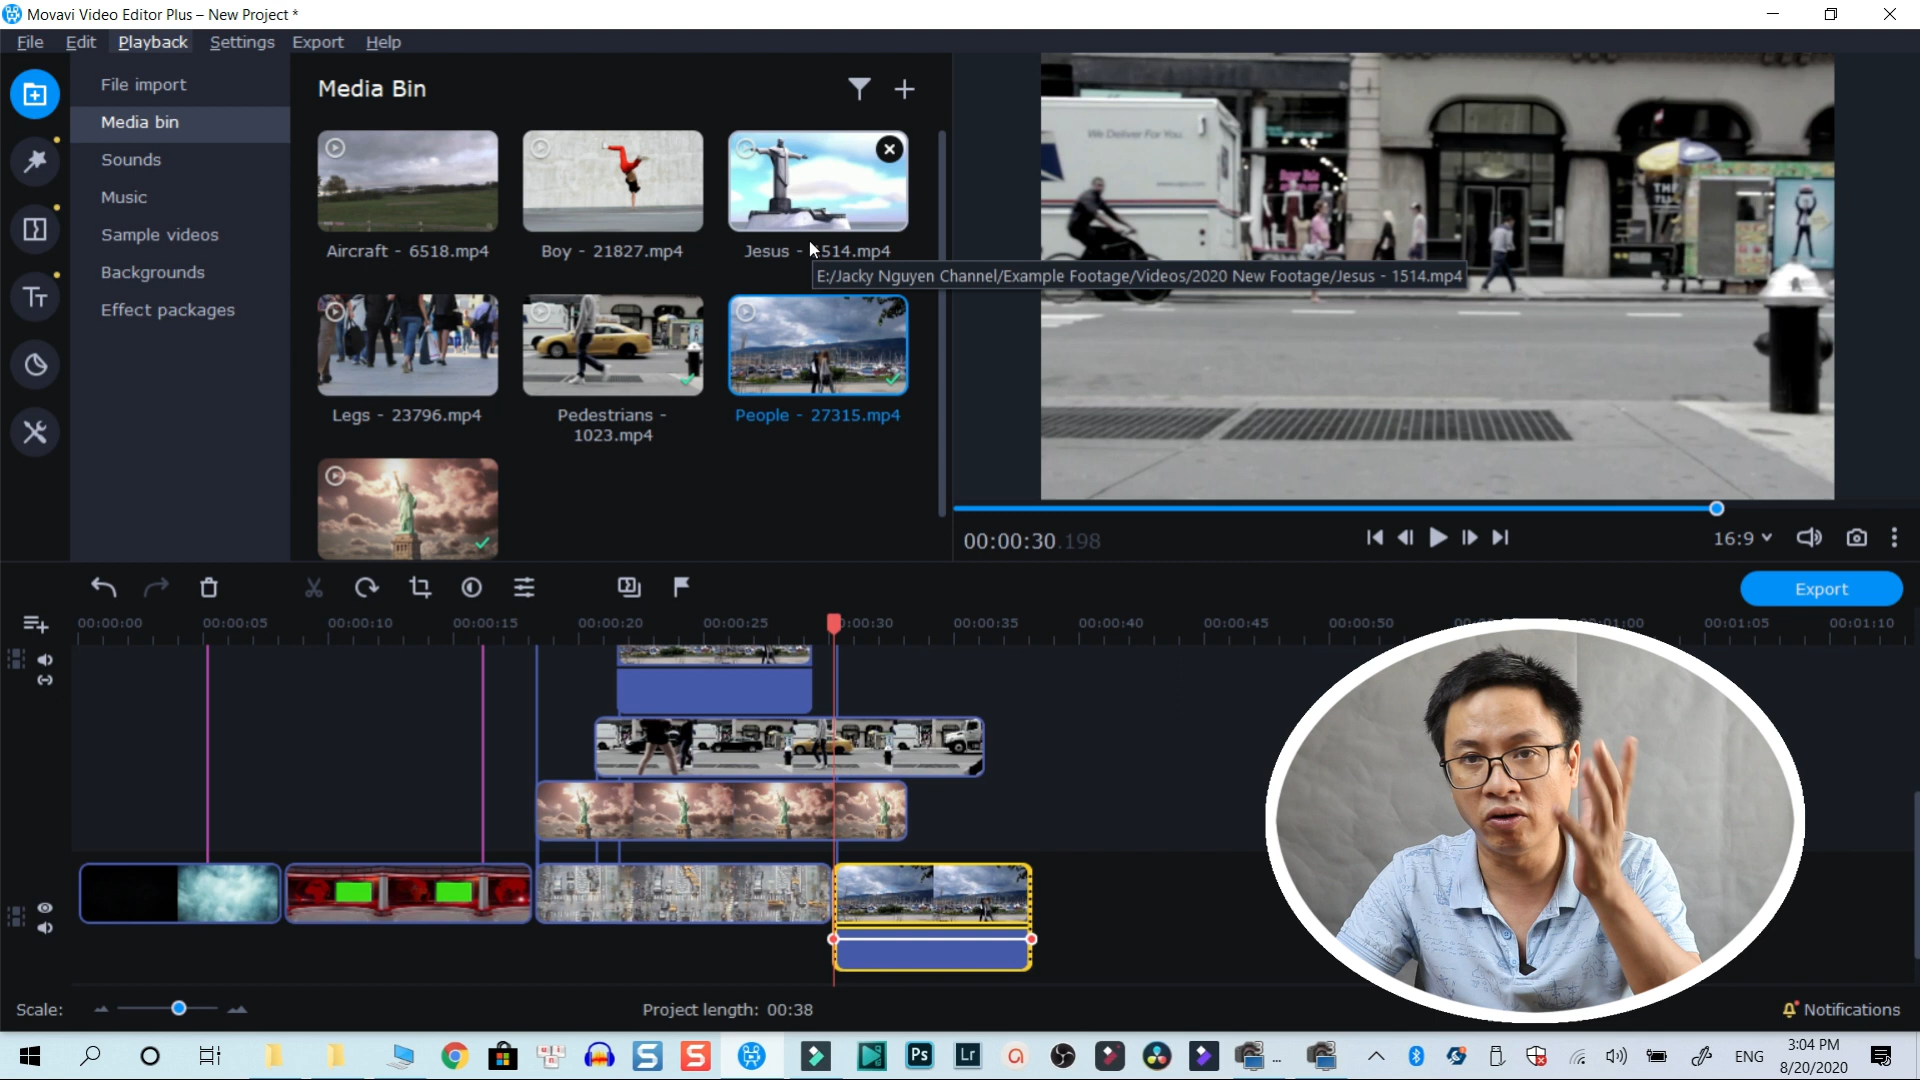 Movavi Video Editor Plus – New Project *
File Edit Playback Settings Export Help
File import
Media bin
Sounds
Music
Sample videos
Backgrounds
Effect packages
Media Bin
Aircraft - 6518.mp4
Boy - 21827.mp4
Jesus - 1514.mp4
E:/Jacky Nguyen Channel/Example Footage/Videos/2020 New Footage/Jesus - 1514.mp4
Legs - 23796.mp4
Pedestrians -
1023.mp4
People - 27315.mp4
We Deliver For You.
00:00:30.198
16:9
Export
00:00:00 00:00:05 00:00:10 00:00:15 00:00:20 00:00:25 00:00:30 00:00:35 00:00:40 00:00:45 00:00:50 00:01:00 00:01:05 00:01:10
Scale:
Project length: 00:38
Notifications
S S Ps Lr
ENG
3:04 PM
8/20/2020